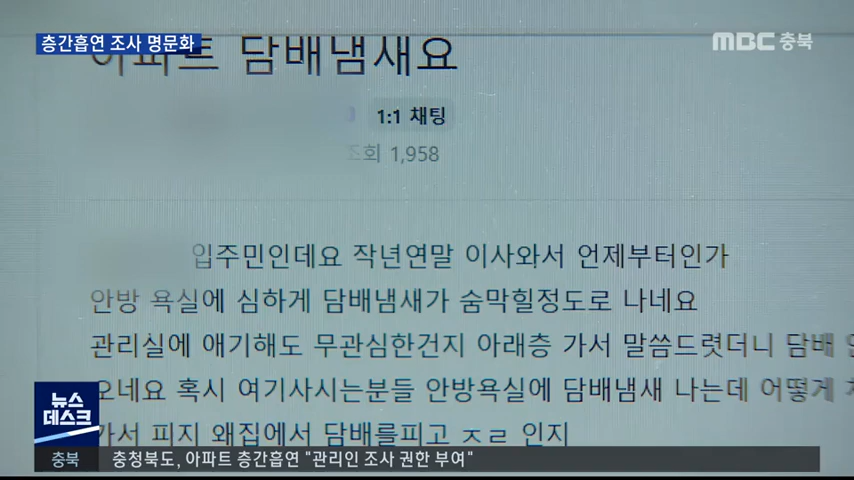 층간흡연 조사 명문화
MBC 충북
아파트 담배냄새요
1:1 채팅
조회 1,958
입주민인데요 작년연말 이사와서 언제부터인가
안방 욕실에 심하게 담배냄새가 숨막힐정도로 나네요
관리실에 얘기해도 무관심한건지 아래층 가서 말씀드렷더니 담배
오네요 혹시 여기사시는분들 안방욕실에 담배냄새 나는데 어떻게
가서 피지 왜집에서 담배를피고 ㅈㄹ 인지
뉴스
데스크
충북
충청북도, 아파트 층간흡연 "관리인 조사 권한 부여"